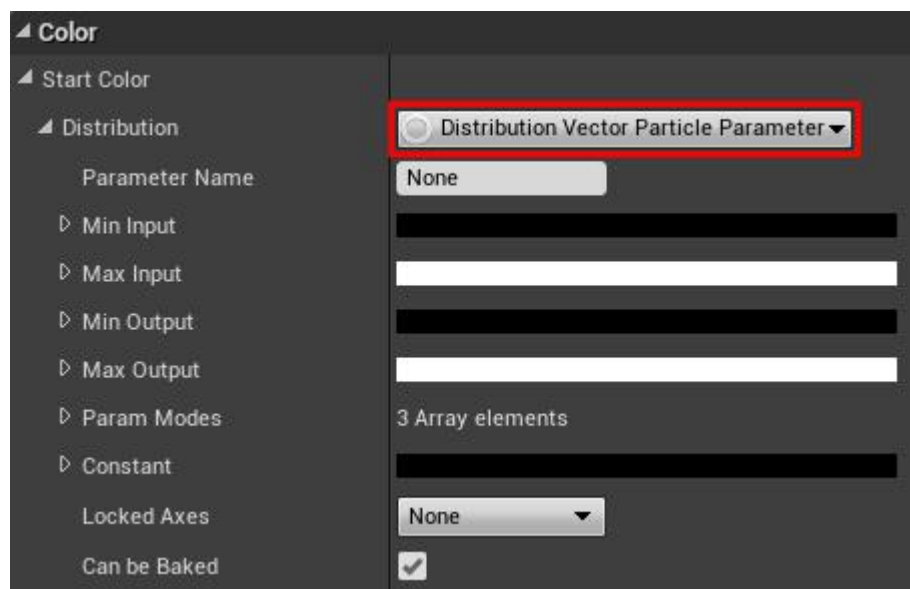 Color
Start Color
Distribution Distribution Vector Particle Parameter
Parameter Name None
Min Input
Max Input
Min Output
Max Output
Param Modes 3 Array elements
Constant
Locked Axes None
Can be Baked